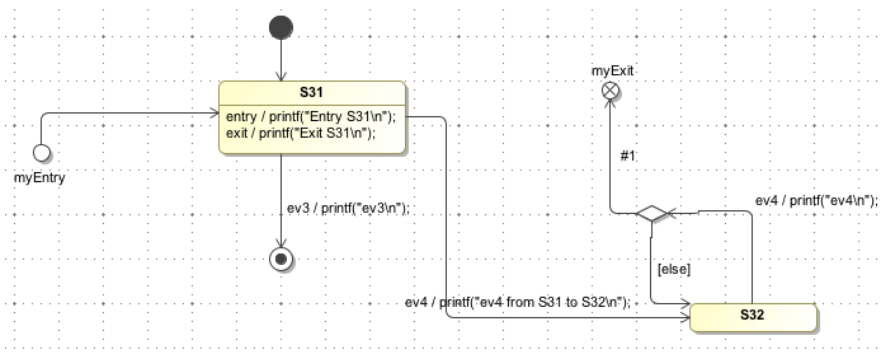 S31
entry / printf("Entry S31\n");
exit / printf("Exit S31\n");
myExit
myEntry
#1
ev3 / printf("ev3\n");
ev4 / printf("ev4\n");
[else]
ev4 / printf("ev4 from S31 to S32\n");
S32